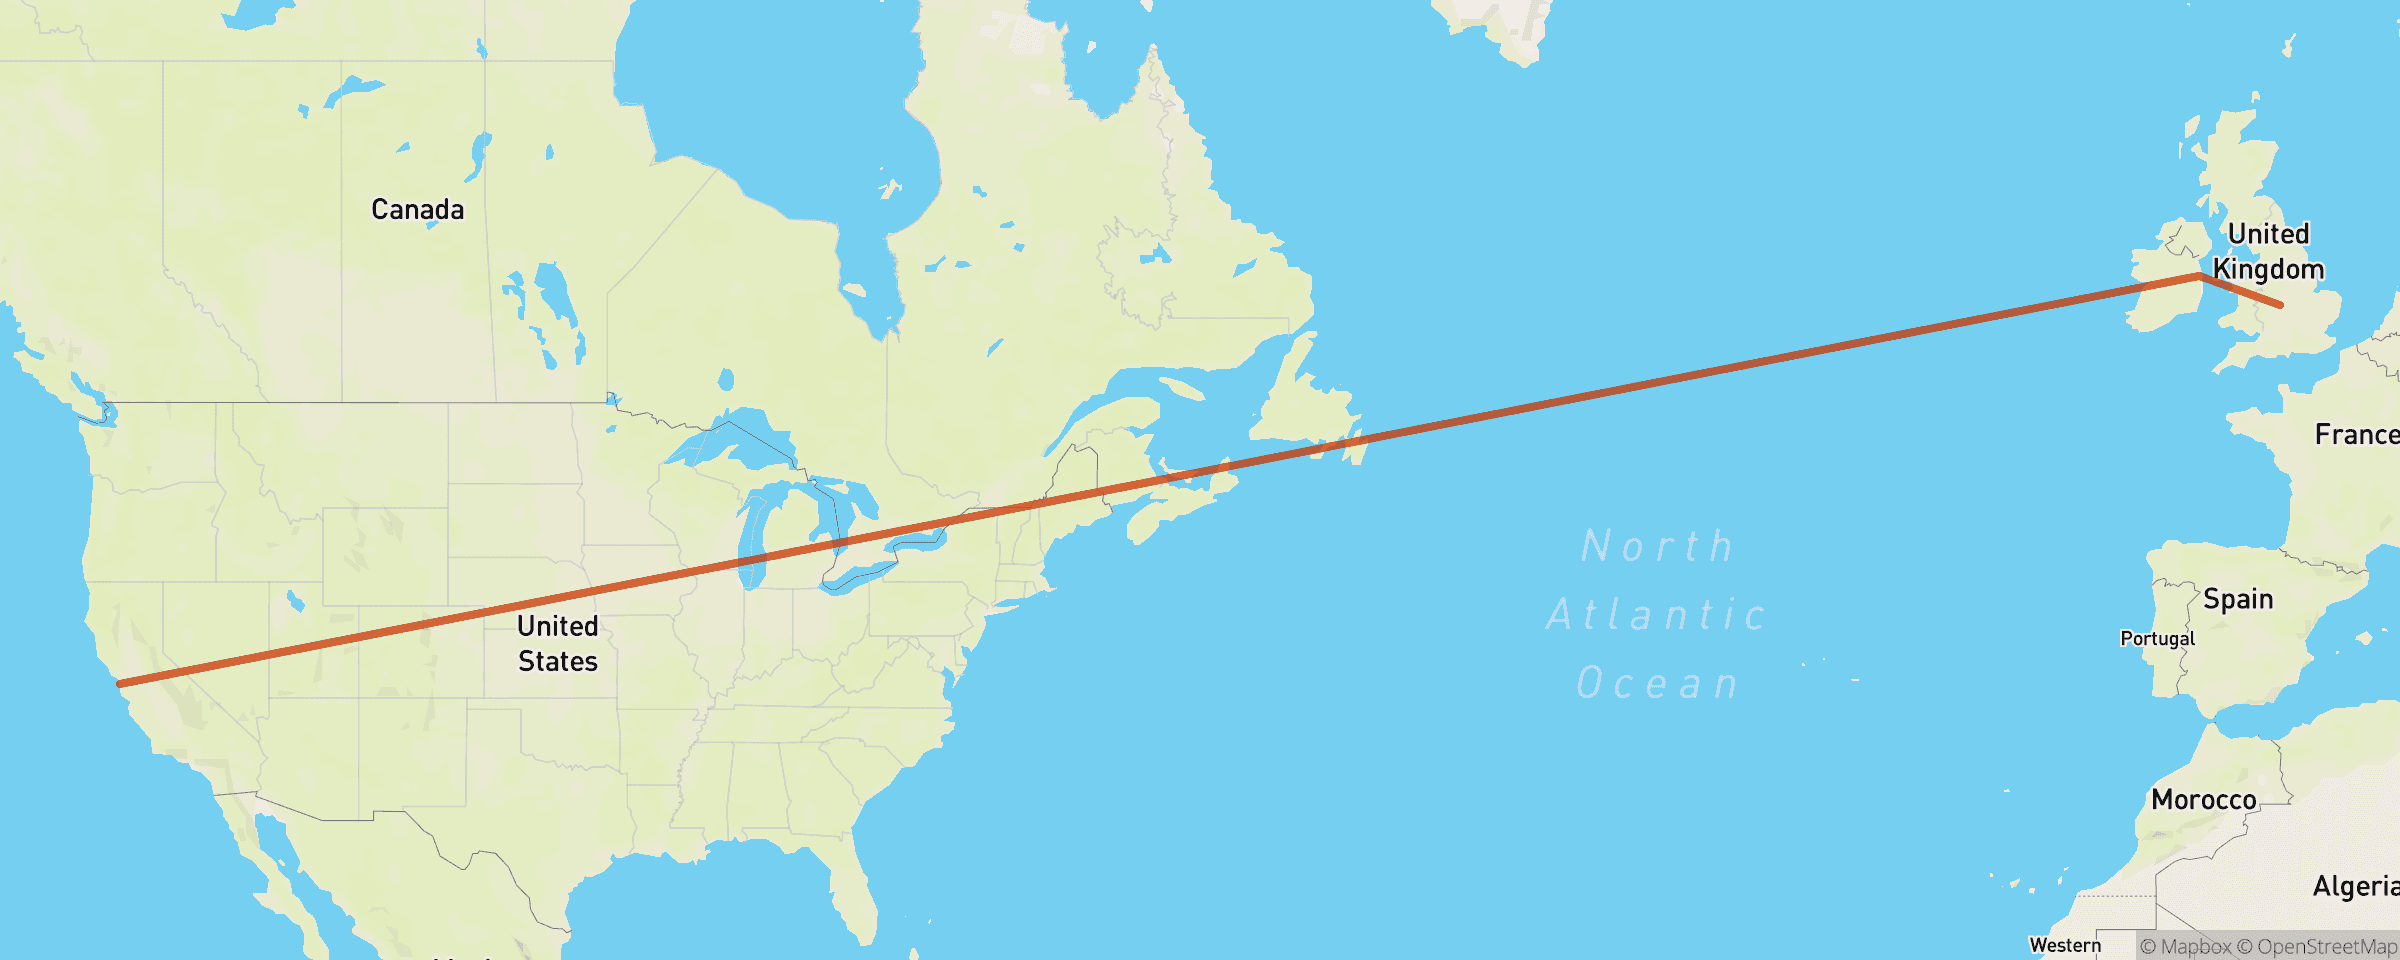 Canada
United
Kingdom
France
North
Atlantic
Ocean
United
States
Spain
Portugal
Morocco
Algeria
Western
© Mapbox © OpenStreetMap